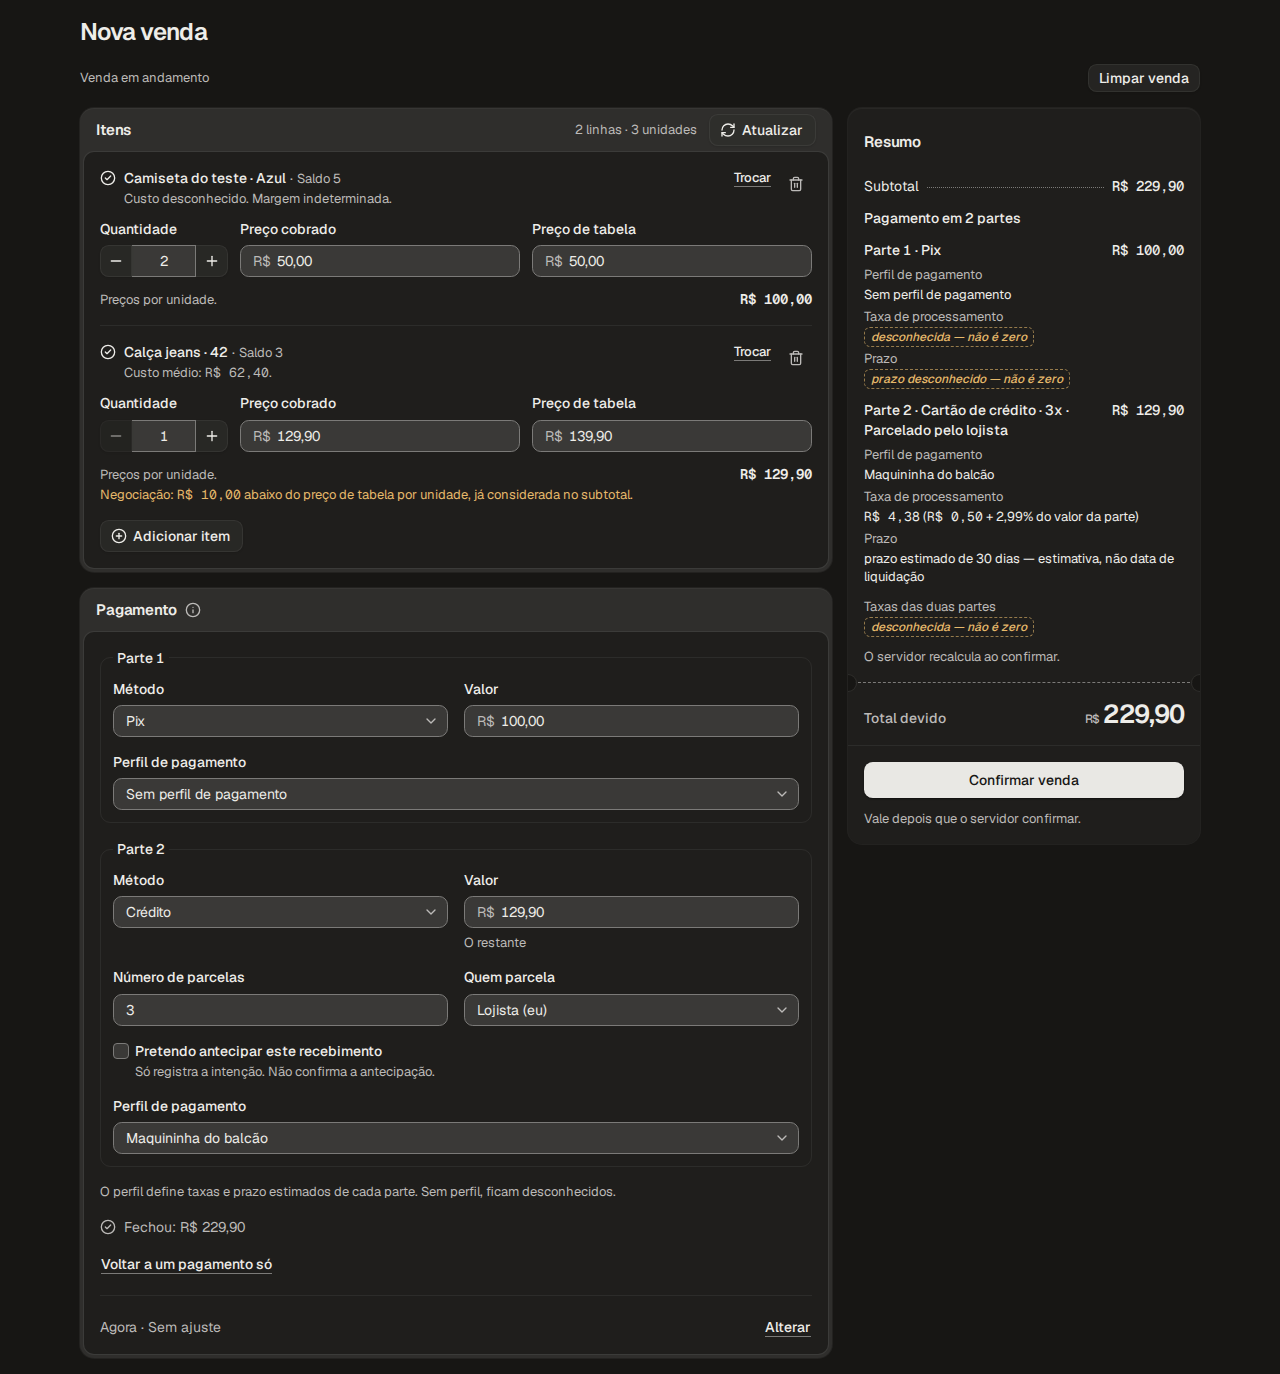 Nova venda
Venda em andamento
Limpar venda
Itens
2 linhas · 3 unidades
Atualizar
Camiseta do teste · Azul · Saldo 5
Trocar
Custo desconhecido. Margem indeterminada.
Quantidade
Preço cobrado
Preço de tabela
2
R$ 50,00
R$ 50,00
Preços por unidade.
R$ 100,00
Calça jeans · 42 · Saldo 3
Trocar
Custo médio: R$ 62,40.
Quantidade
Preço cobrado
Preço de tabela
1
R$ 129,90
R$ 139,90
Preços por unidade.
R$ 129,90
Negociação: R$ 10,00 abaixo do preço de tabela por unidade, já considerada no subtotal.
Adicionar item
Pagamento
Parte 1
Método
Valor
Pix
R$ 100,00
Perfil de pagamento
Sem perfil de pagamento
Parte 2
Método
Valor
Crédito
R$ 129,90
O restante
Número de parcelas
Quem parcela
3
Lojista (eu)
Pretendo antecipar este recebimento
Só registra a intenção. Não confirma a antecipação.
Perfil de pagamento
Maquininha do balcão
O perfil define taxas e prazo estimados de cada parte. Sem perfil, ficam desconhecidos.
Fechou: R$ 229,90
Voltar a um pagamento só
Agora · Sem ajuste
Alterar
Resumo
Subtotal
R$ 229,90
Pagamento em 2 partes
Parte 1 · Pix
R$ 100,00
Perfil de pagamento
Sem perfil de pagamento
Taxa de processamento
desconhecida — não é zero
Prazo
prazo desconhecido — não é zero
Parte 2 · Cartão de crédito · 3x ·
R$ 129,90
Parcelado pelo lojista
Perfil de pagamento
Maquininha do balcão
Taxa de processamento
R$ 4,38 (R$ 0,50 + 2,99% do valor da parte)
Prazo
prazo estimado de 30 dias — estimativa, não data de
liquidação
Taxas das duas partes
desconhecida — não é zero
O servidor recalcula ao confirmar.
Total devido
R$ 229,90
Confirmar venda
Vale depois que o servidor confirmar.